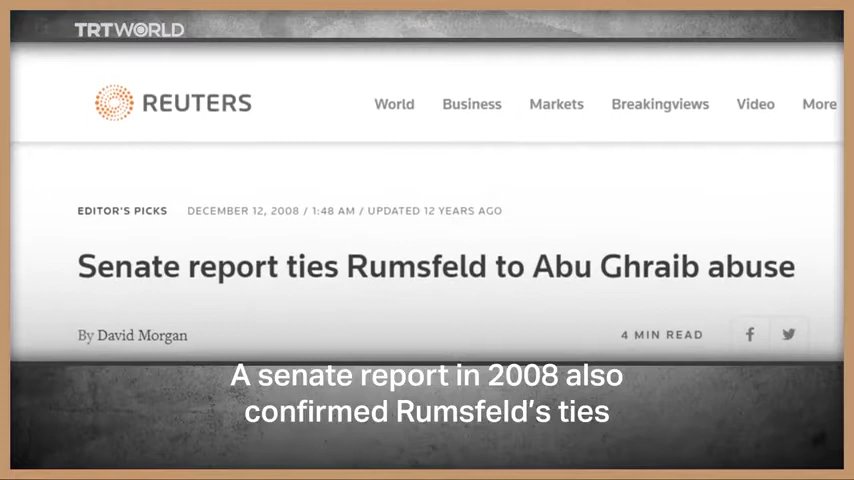 TRTWORLD
REUTERS
World Business Markets Breakingviews Video More
EDITOR'S PICKS DECEMBER 12, 2008 / 1:48 AM / UPDATED 12 YEARS AGO
Senate report ties Rumsfeld to Abu Ghraib abuse
By David Morgan
4 MIN READ
A senate report in 2008 also
confirmed Rumsfeld's ties